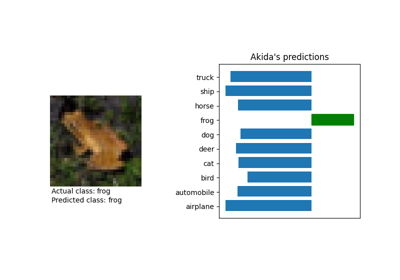 Akida's predictions
truck
ship
horse
frog
dog
deer
cat
bird
automobile
airplane
Actual class: frog
Predicted class: frog